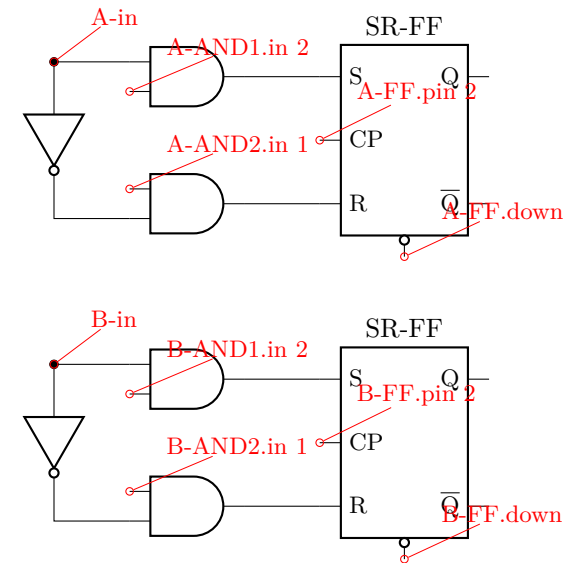 A-in
SR-FF
A-AND1.in 2
S
Q
A-FF.pin 2
CP
A-AND2.in 1
R
Q̅
A-FF.down
B-in
SR-FF
B-AND1.in 2
S
Q
B-FF.pin 2
CP
B-AND2.in 1
R
Q̅
B-FF.down